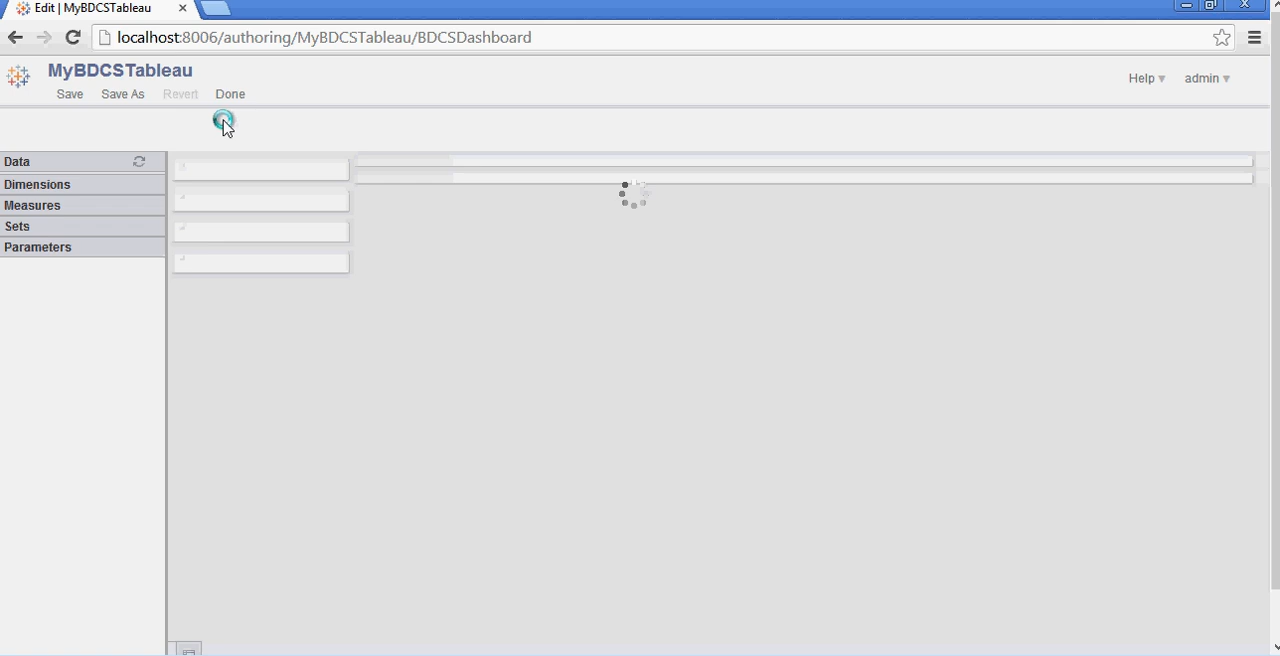 Edit | MyBDCSTableau
localhost:8006/authoring/MyBDCSTableau/BDCSDashboard
MyBDCSTableau
Save Save As Revert Done
Help admin
Data
Dimensions
Measures
Sets
Parameters